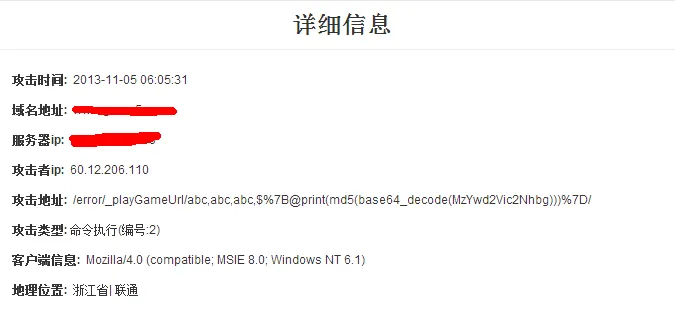 详细信息
攻击时间: 2013-11-05 06:05:31
域名地址:
服务器ip:
攻击者ip: 60.12.206.110
攻击地址: /error/_playGameUrl/abc,abc,abc,$%7B@print(md5(base64_decode(MzYwd2Vic2Nhbg)))%7D/
攻击类型: 命令执行(编号:2)
客户端信息: Mozilla/4.0 (compatible; MSIE 8.0; Windows NT 6.1)
地理位置: 浙江省| 联通